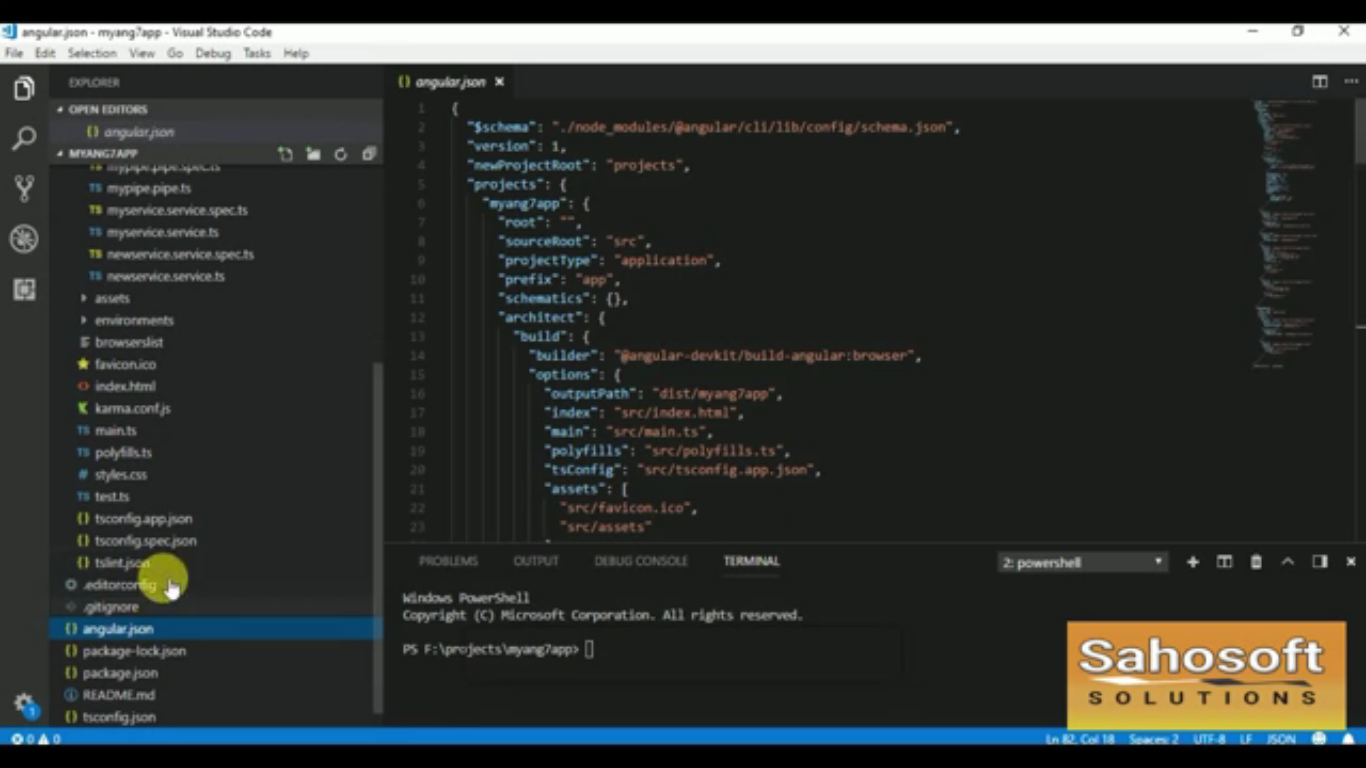 angular.json - myang7app - Visual Studio Code
File Edit Selection View Go Debug Tasks Help
EXPLORER
OPEN EDITORS
{} angular.json
MYANG7APP
mypipe.pipe.spec.ts
TS mypipe.pipe.ts
TS myservice.service.spec.ts
TS myservice.service.ts
TS newservice.service.spec.ts
TS newservice.service.ts
assets
environments
browserslist
favicon.ico
<> index.html
karma.conf.js
TS main.ts
TS polyfills.ts
# styles.css
TS test.ts
{} tsconfig.app.json
{} tsconfig.spec.json
{} tslint.json
.editorconfig
.gitignore
{} angular.json
{} package-lock.json
{} package.json
README.md
{} tsconfig.json
{} angular.json ×
1 {
2 "$schema": "./node_modules/@angular/cli/lib/config/schema.json",
3 "version": 1,
4 "newProjectRoot": "projects",
5 "projects": {
6 "myang7app": {
7 "root": "",
8 "sourceRoot": "src",
9 "projectType": "application",
10 "prefix": "app",
11 "schematics": {},
12 "architect": {
13 "build": {
14 "builder": "@angular-devkit/build-angular:browser",
15 "options": {
16 "outputPath": "dist/myang7app",
17 "index": "src/index.html",
18 "main": "src/main.ts",
19 "polyfills": "src/polyfills.ts",
20 "tsConfig": "src/tsconfig.app.json",
21 "assets": [
22 "src/favicon.ico",
23 "src/assets"
PROBLEMS OUTPUT DEBUG CONSOLE TERMINAL 2: powershell
Windows PowerShell
Copyright (C) Microsoft Corporation. All rights reserved.
PS F:\projects\myang7app>
Sahosoft
SOLUTIONS
1
0 0 Ln 82, Col 18 Spaces: 2 UTF-8 LF JSON